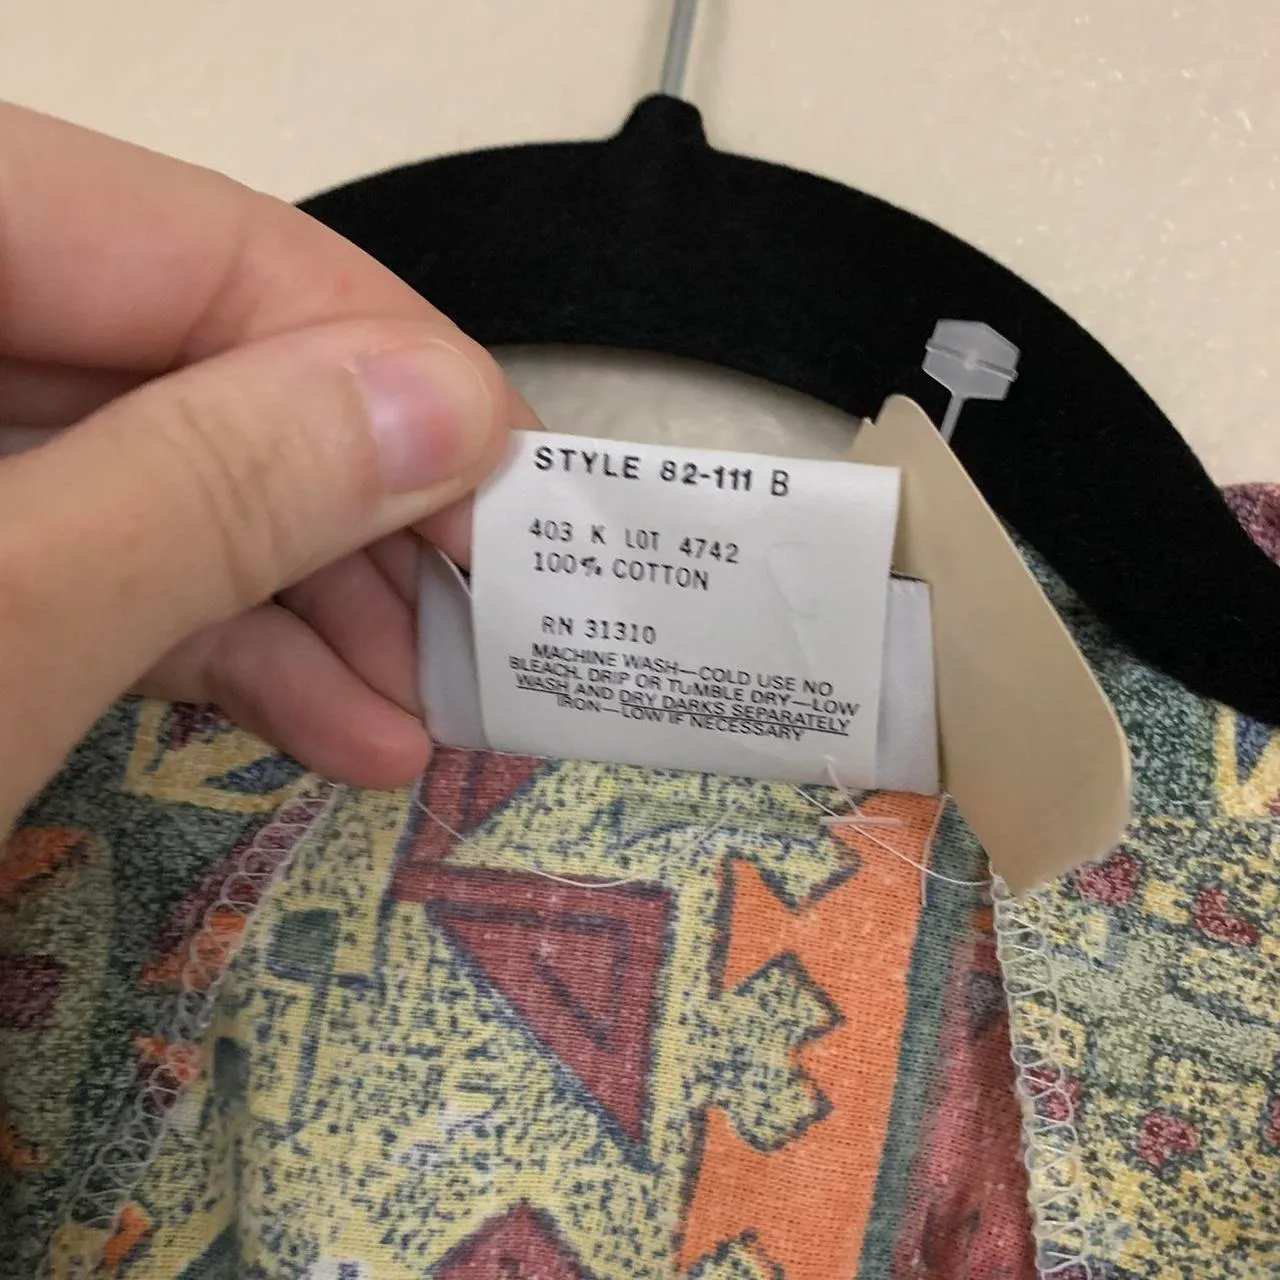 STYLE 82-111 B
403 K LOT 4742
100% COTTON
RN 31310
MACHINE WASH—COLD USE NO
BLEACH. DRIP OR TUMBLE DRY—LOW
WASH AND DRY DARKS SEPARATELY
IRON—LOW IF NECESSARY